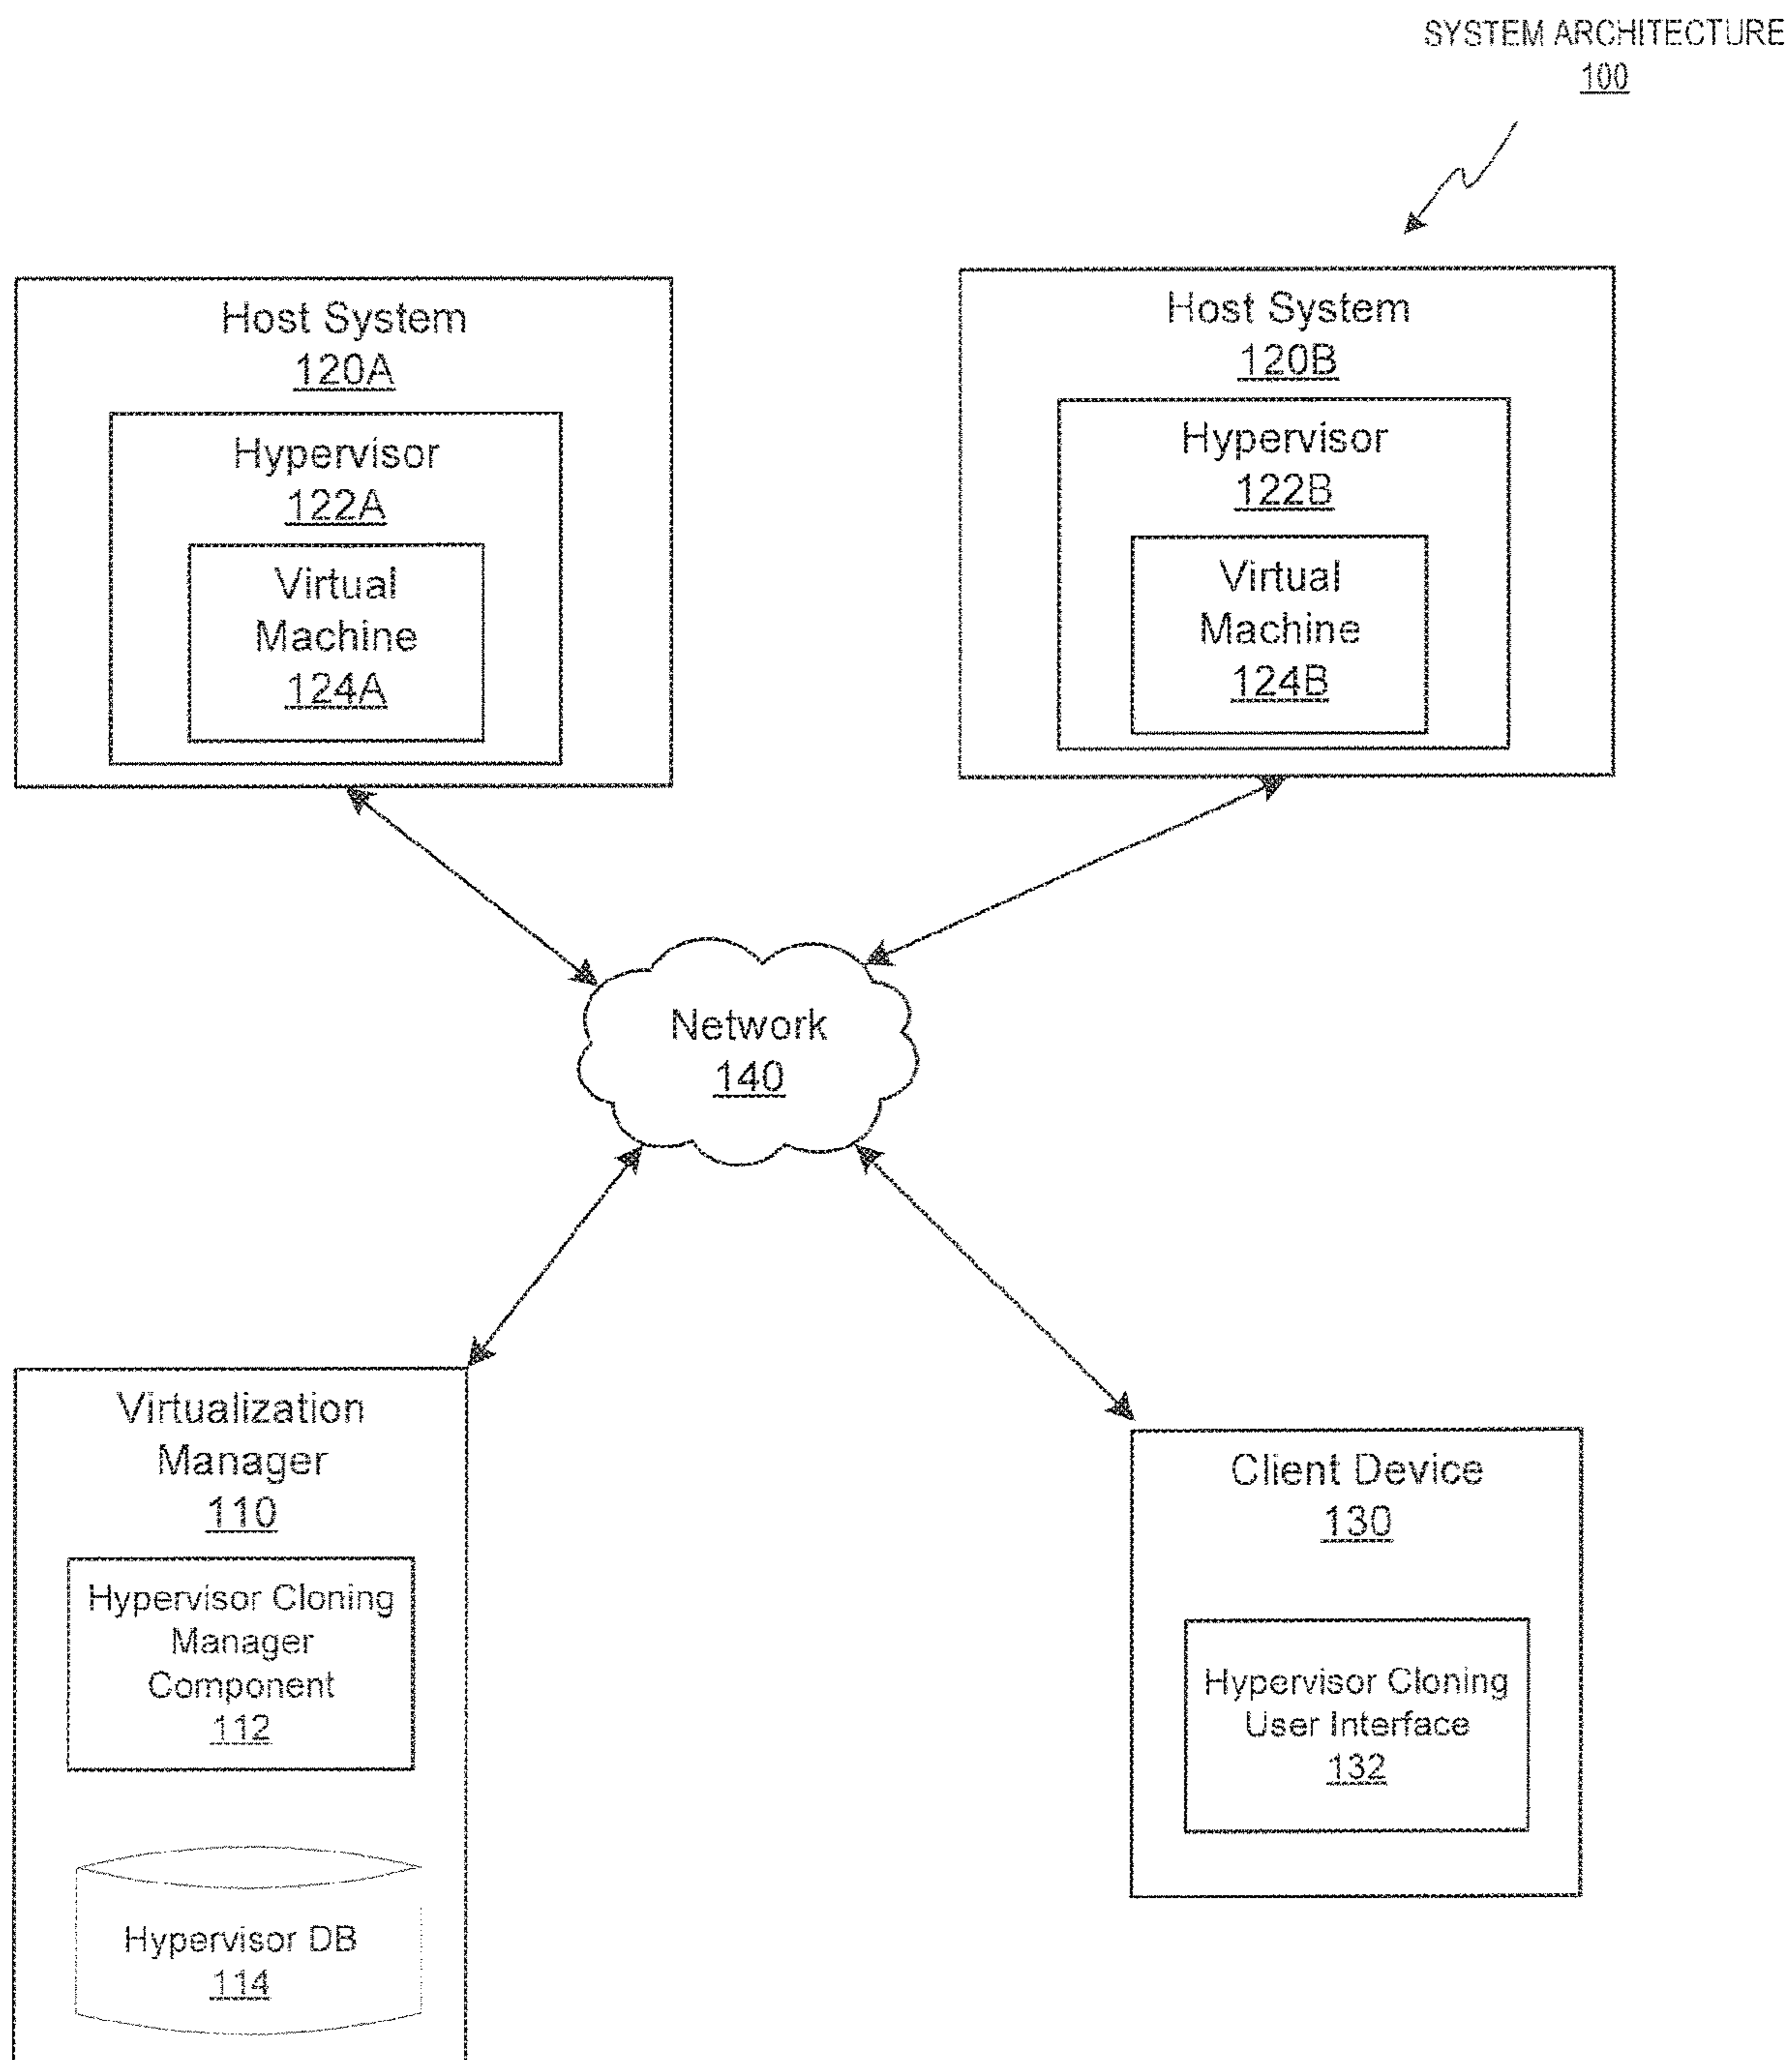 SYSTEM ARCHITECTURE
100
Host System
120A
Hypervisor
122A
Virtual
Machine
124A
Host System
120B
Hypervisor
122B
Virtual
Machine
124B
Network
140
Virtualization
Manager
110
Hypervisor Cloning
Manager
Component
112
Hypervisor DB
114
Client Device
130
Hypervisor Cloning
User Interface
132